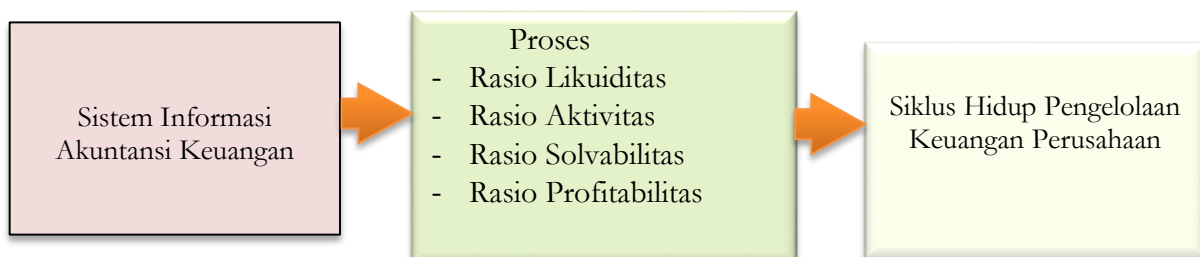 Sistem Informasi
Akuntansi Keuangan
Proses
- Rasio Likuiditas
- Rasio Aktivitas
- Rasio Solvabilitas
- Rasio Profitabilitas
Siklus Hidup Pengelolaan
Keuangan Perusahaan